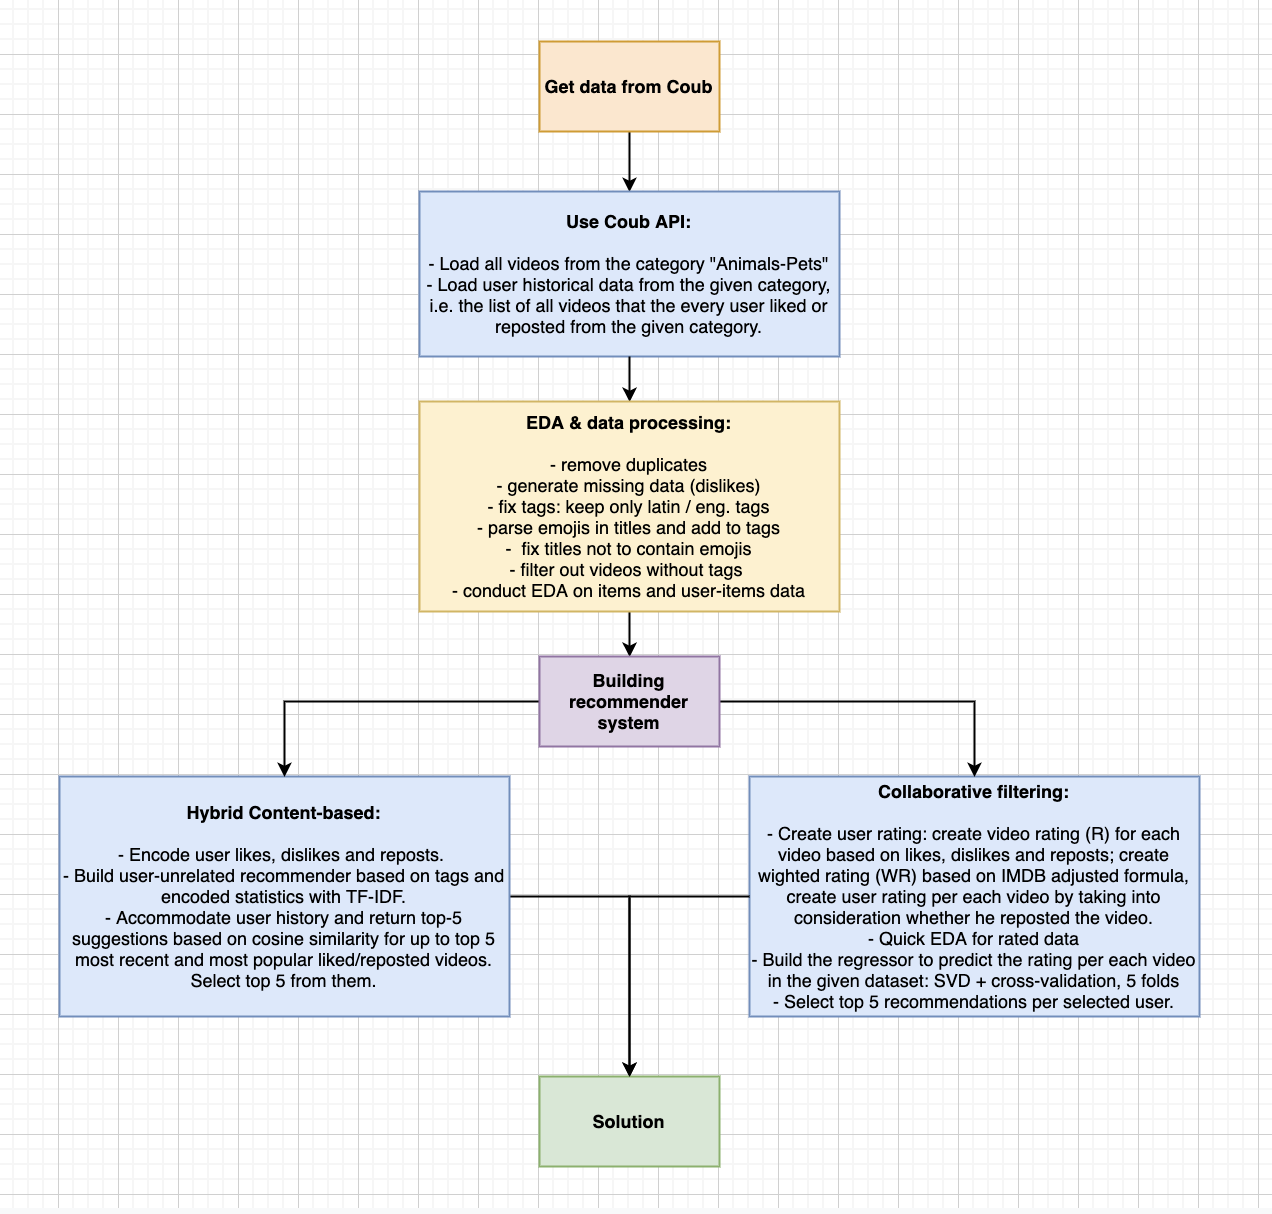 Get data from Coub
Use Coub API:
- Load all videos from the category "Animals-Pets"
- Load user historical data from the given category,
i.e. the list of all videos that the every user liked or
reposted from the given category.
EDA & data processing:
- remove duplicates
- generate missing data (dislikes)
- fix tags: keep only latin / eng. tags
- parse emojis in titles and add to tags
-  fix titles not to contain emojis
- filter out videos without tags
- conduct EDA on items and user-items data
Building
recommender
system
Hybrid Content-based:
- Encode user likes, dislikes and reposts.
- Build user-unrelated recommender based on tags and
encoded statistics with TF-IDF.
- Accommodate user history and return top-5
suggestions based on cosine similarity for up to top 5
most recent and most popular liked/reposted videos.
Select top 5 from them.
Collaborative filtering:
- Create user rating: create video rating (R) for each
video based on likes, dislikes and reposts; create
wighted rating (WR) based on IMDB adjusted formula,
create user rating per each video by taking into
consideration whether he reposted the video.
- Quick EDA for rated data
- Build the regressor to predict the rating per each video
in the given dataset: SVD + cross-validation, 5 folds
- Select top 5 recommendations per selected user.
Solution